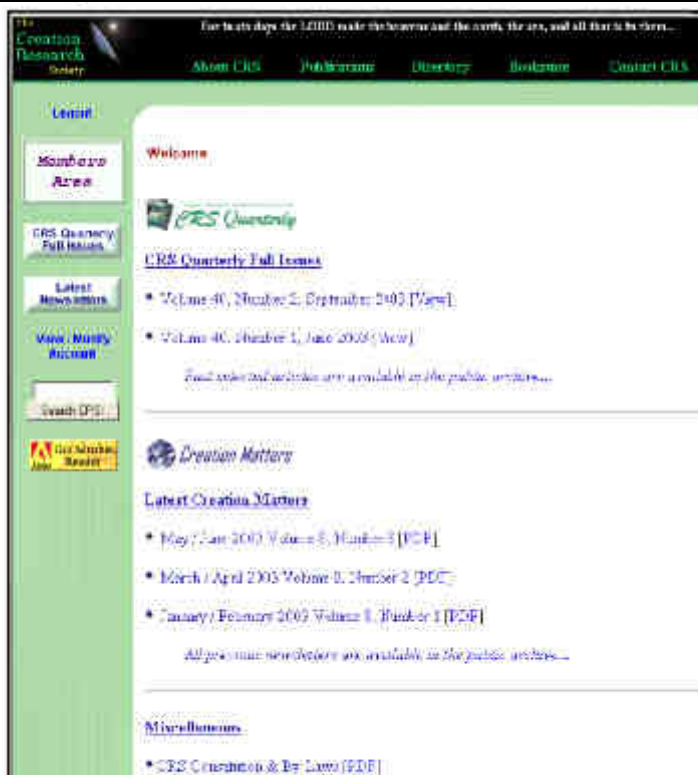 The
Creation
Research
Society
For in six days the LORD made the heavens and the earth, the sea, and all that is in them...
About CRS Publications Directory Bookstore Contact CRS
Logout
Members
Area
CRS Quarterly
Full Issues
Latest
Newsletters
View / Modify
Account
Search CRS
Get Acrobat
Reader
Adobe
Welcome
CRS Quarterly
CRS Quarterly Full Issues
• Volume 40, Number 2, September 2003 [View]
• Volume 40, Number 1, June 2003 [View]
Past selected articles are available in the public archive...
Creation Matters
Latest Creation Matters
• May / June 2003 Volume 8, Number 3 [PDF]
• March / April 2003 Volume 8, Number 2 [PDF]
• January / February 2003 Volume 8, Number 1 [PDF]
All previous newsletters are available in the public archive...
Miscellaneous
• CRS Constitution & By Laws [PDF]